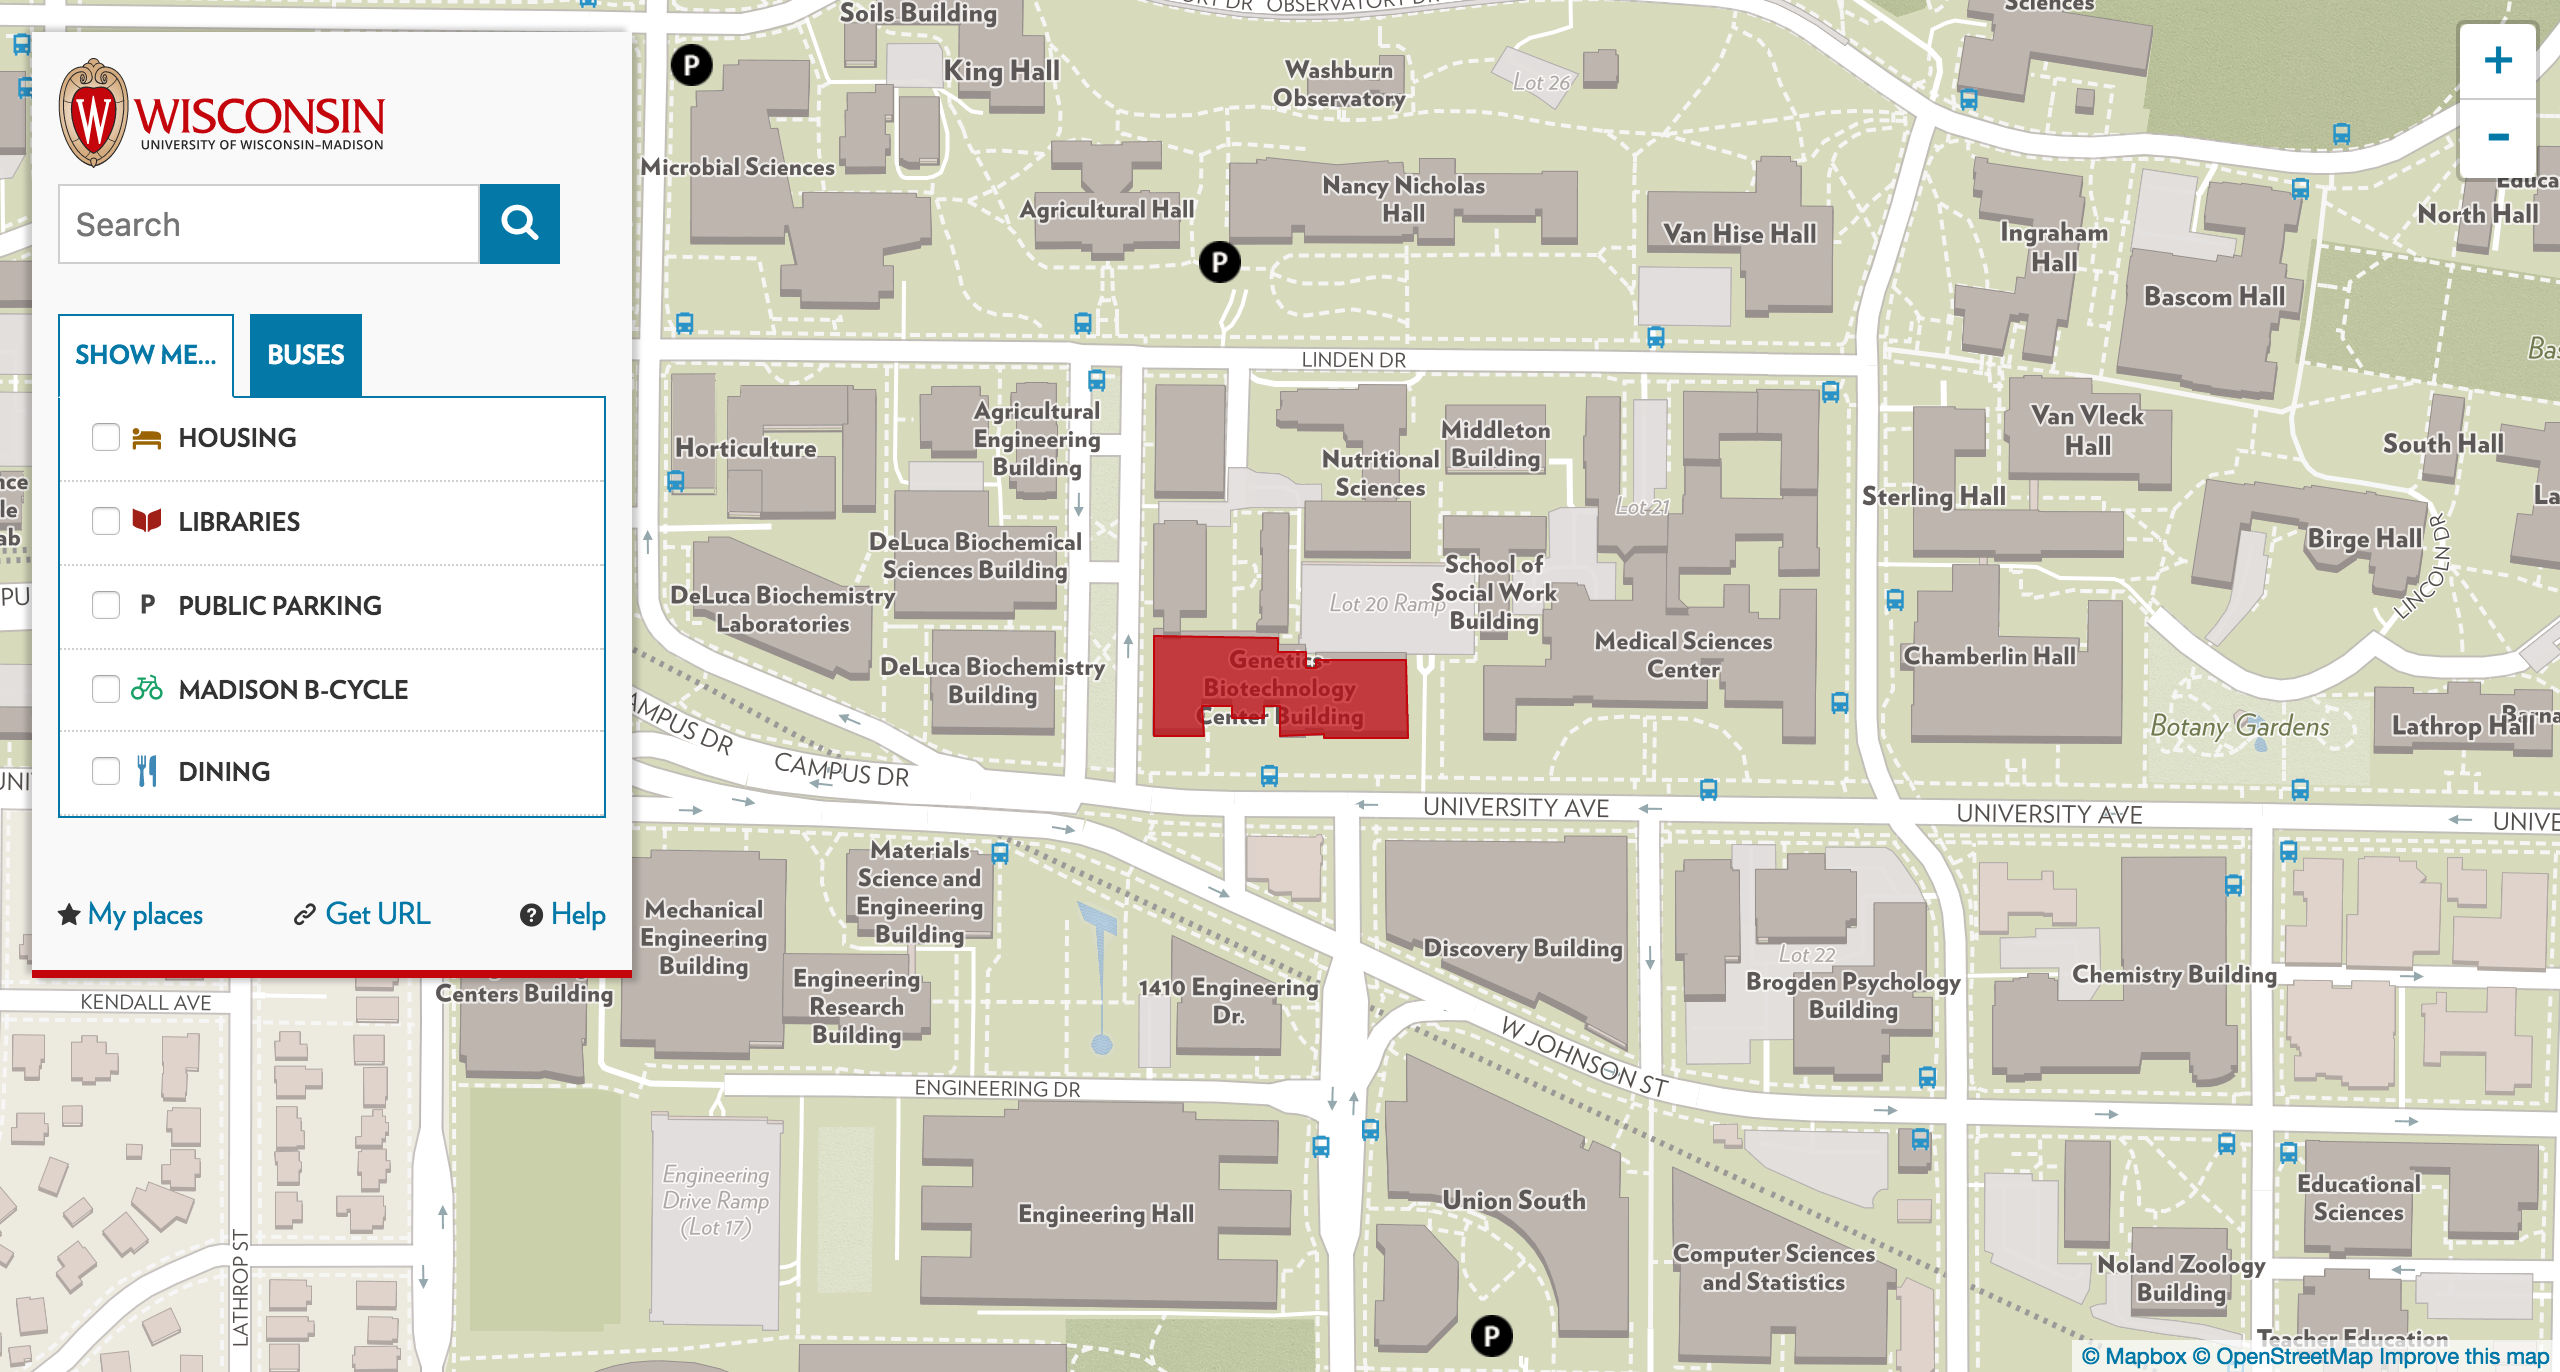 WISCONSIN
UNIVERSITY OF WISCONSIN–MADISON
Search
SHOW ME...
BUSES
HOUSING
LIBRARIES
P PUBLIC PARKING
MADISON B-CYCLE
DINING
My places
Get URL
? Help
+
−
OBSERVATORY DR
Soils Building
Sciences
P
King Hall
Washburn
Observatory
Lot 26
Microbial Sciences
Agricultural Hall
Nancy Nicholas
Hall
Van Hise Hall
Ingraham
Hall
North Hall
Bascom Hall
P
LINDEN DR
Horticulture
Agricultural
Engineering
Building
Nutritional
Sciences
Middleton
Building
Lot 21
Van Vleck
Hall
South Hall
Sterling Hall
Birge Hall
LINCOLN DR
DeLuca Biochemical
Sciences Building
DeLuca Biochemistry
Laboratories
Lot 20 Ramp
School of
Social Work
Building
DeLuca Biochemistry
Building
Genetics-
Biotechnology
Center Building
Medical Sciences
Center
Chamberlin Hall
Botany Gardens
Lathrop Hall
CAMPUS DR
UNIVERSITY AVE
UNIVERSITY AVE
Materials
Science and
Engineering
Building
Mechanical
Engineering
Building
Engineering
Research
Building
1410 Engineering
Dr.
Discovery Building
Lot 22
Brogden Psychology
Building
Chemistry Building
Centers Building
KENDALL AVE
W JOHNSON ST
ENGINEERING DR
Engineering
Drive Ramp
(Lot 17)
Engineering Hall
Union South
Computer Sciences
and Statistics
Educational
Sciences
Noland Zoology
Building
LATHROP ST
P
Teacher Education
© Mapbox © OpenStreetMap Improve this map